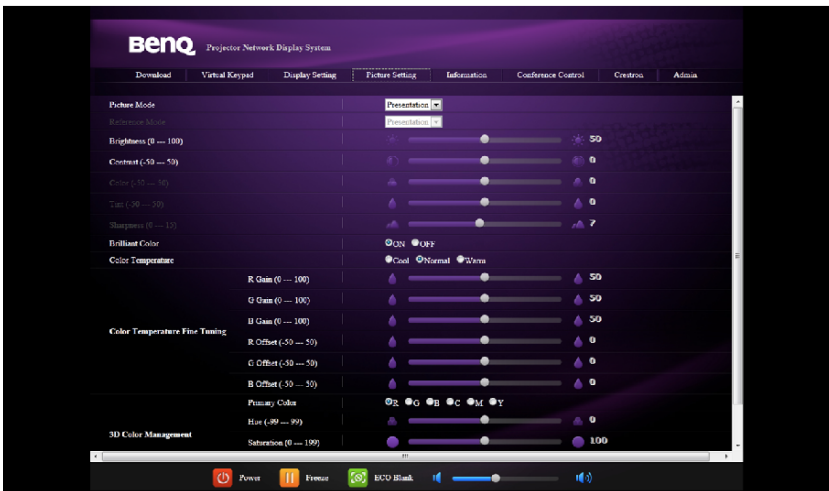 BenQ Projector Network Display System
Download Virtual Keypad Display Setting Picture Setting Information Conference Control Crestron Admin
Picture Mode Presentation
Reference Mode Presentation
Brightness (0 --- 100) 50
Contrast (-50 --- 50) 0
Color (-50 --- 50) 0
Tint (-50 --- 50) 0
Sharpness (0 --- 15) 7
Brilliant Color ON OFF
Color Temperature Cool Normal Warm
R Gain (0 --- 100) 50
G Gain (0 --- 100) 50
B Gain (0 --- 100) 50
Color Temperature Fine Tuning
R Offset (-50 --- 50) 0
G Offset (-50 --- 50) 0
B Offset (-50 --- 50) 0
Primary Color R G B C M Y
Hue (-99 --- 99) 0
3D Color Management
Saturation (0 --- 199) 100
Power Freeze ECO Blank